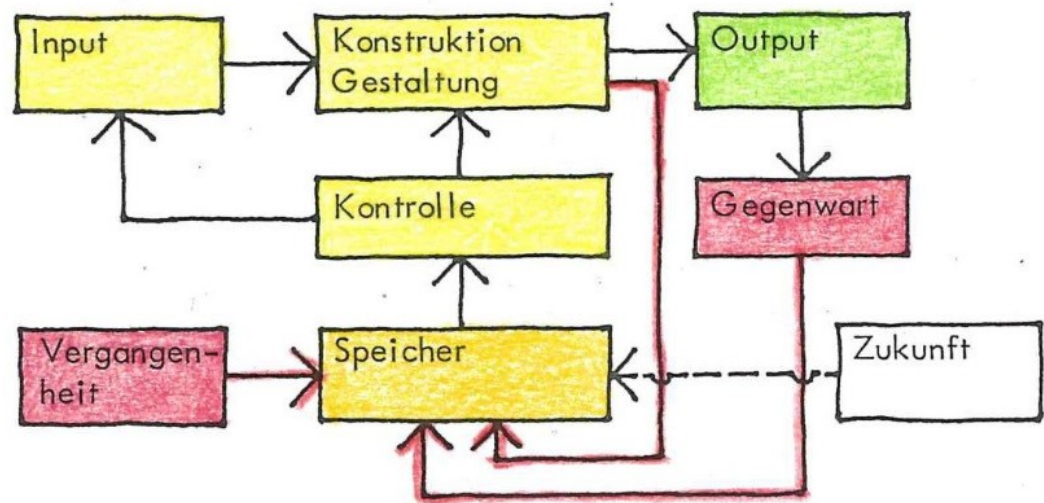 Input
Konstruktion
Gestaltung
Output
Kontrolle
Gegenwart
Vergangen-
heit
Speicher
Zukunft